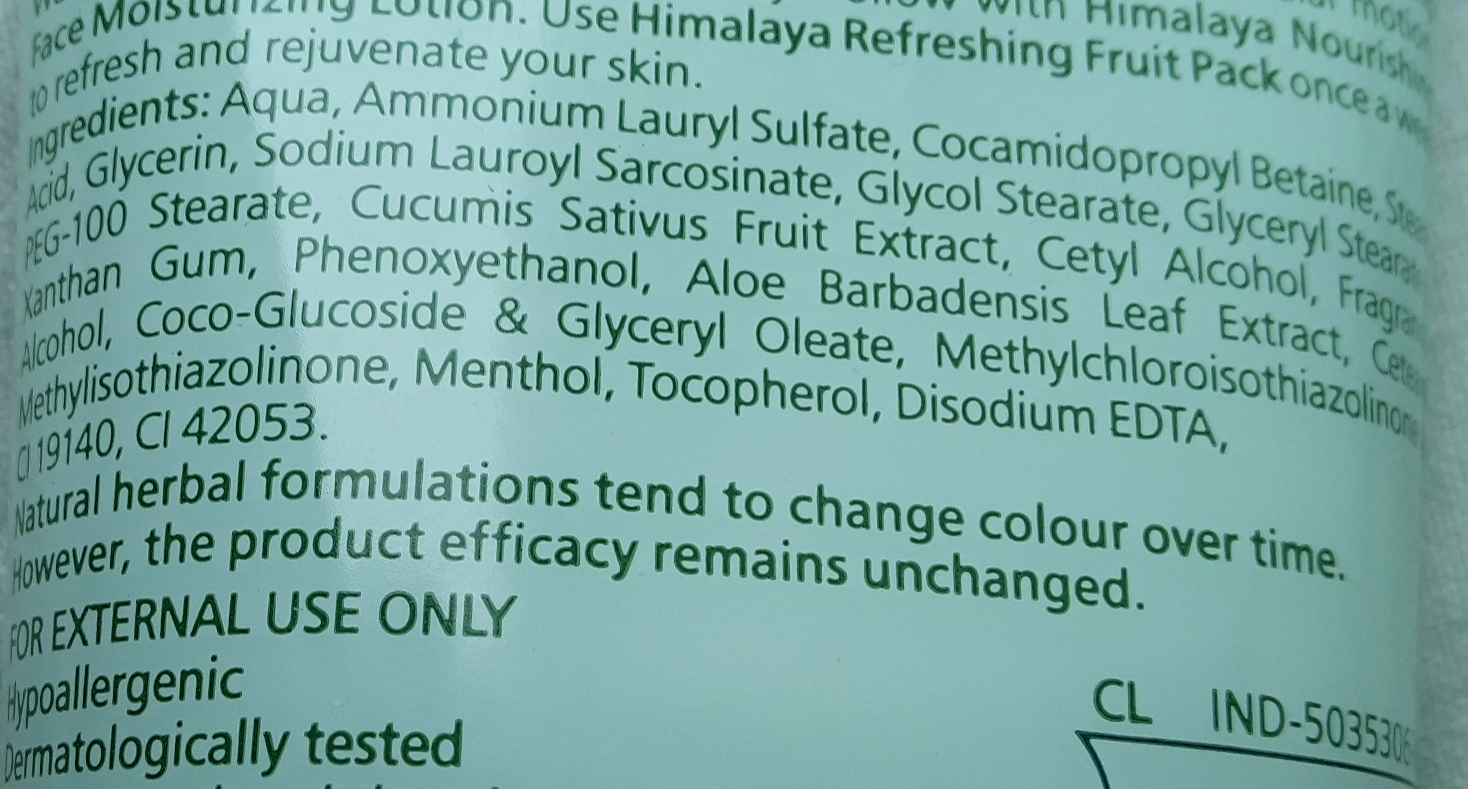 Face Moisturizing Lotion. with Himalaya
to refresh and rejuvenate your skin. Use Himalaya Refreshing Fruit Pack once a
Ingredients: Aqua, Ammonium Lauryl Sulfate, Cocamidopropyl Betaine,
Acid, Glycerin, Sodium Lauroyl Sarcosinate, Glycol Stearate, Glyceryl
PEG-100 Stearate, Cucumis Sativus Fruit Extract, Cetyl Alcohol,
Xanthan Gum, Phenoxyethanol, Aloe Barbadensis Leaf Extract,
Alcohol, Coco-Glucoside & Glyceryl Oleate, Methylchloroisothiazolinone
Methylisothiazolinone, Menthol, Tocopherol, Disodium EDTA,
CI 19140, CI 42053.
Natural herbal formulations tend to change colour over time.
However, the product efficacy remains unchanged.
FOR EXTERNAL USE ONLY
Hypoallergenic
Dermatologically tested
CL IND-503530